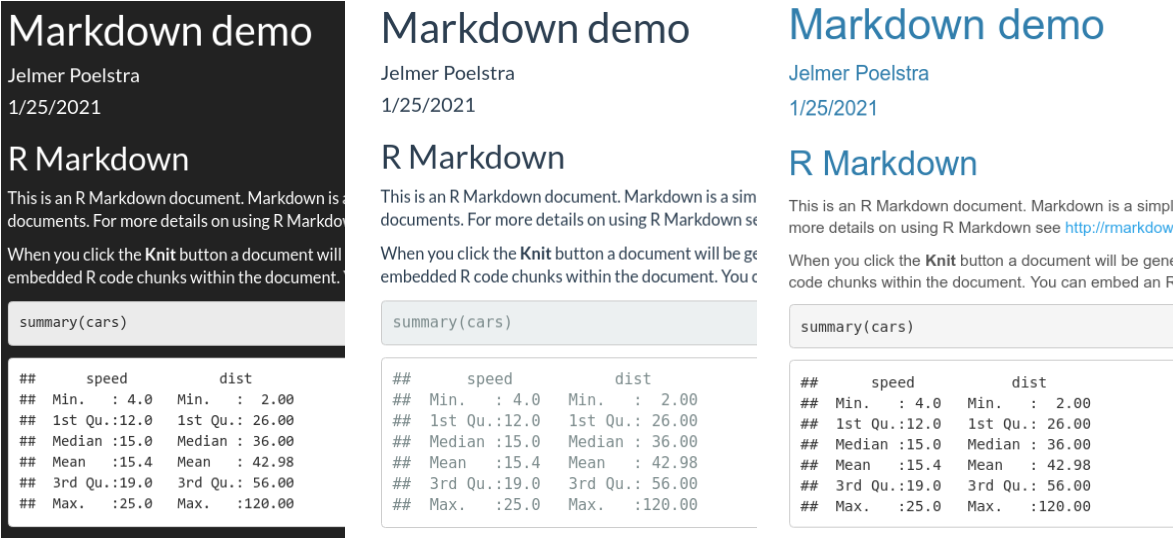 Markdown demo
Jelmer Poelstra
1/25/2021
R Markdown
This is an R Markdown document. Markdown is
documents. For more details on using R Markdo
When you click the Knit button a document will
embedded R code chunks within the document.
summary(cars)
##      speed           dist
##  Min.   : 4.0   Min.   :  2.00
##  1st Qu.:12.0   1st Qu.: 26.00
##  Median :15.0   Median : 36.00
##  Mean   :15.4   Mean   : 42.98
##  3rd Qu.:19.0   3rd Qu.: 56.00
##  Max.   :25.0   Max.   :120.00
Markdown demo
Jelmer Poelstra
1/25/2021
R Markdown
This is an R Markdown document. Markdown is a sim
documents. For more details on using R Markdown se
When you click the Knit button a document will be ge
embedded R code chunks within the document. You c
summary(cars)
##      speed           dist
##  Min.   : 4.0   Min.   :  2.00
##  1st Qu.:12.0   1st Qu.: 26.00
##  Median :15.0   Median : 36.00
##  Mean   :15.4   Mean   : 42.98
##  3rd Qu.:19.0   3rd Qu.: 56.00
##  Max.   :25.0   Max.   :120.00
Markdown demo
Jelmer Poelstra
1/25/2021
R Markdown
This is an R Markdown document. Markdown is a simpl
more details on using R Markdown see http://rmarkdow
When you click the Knit button a document will be gene
code chunks within the document. You can embed an R
summary(cars)
##      speed           dist
##  Min.   : 4.0   Min.   :  2.00
##  1st Qu.:12.0   1st Qu.: 26.00
##  Median :15.0   Median : 36.00
##  Mean   :15.4   Mean   : 42.98
##  3rd Qu.:19.0   3rd Qu.: 56.00
##  Max.   :25.0   Max.   :120.00